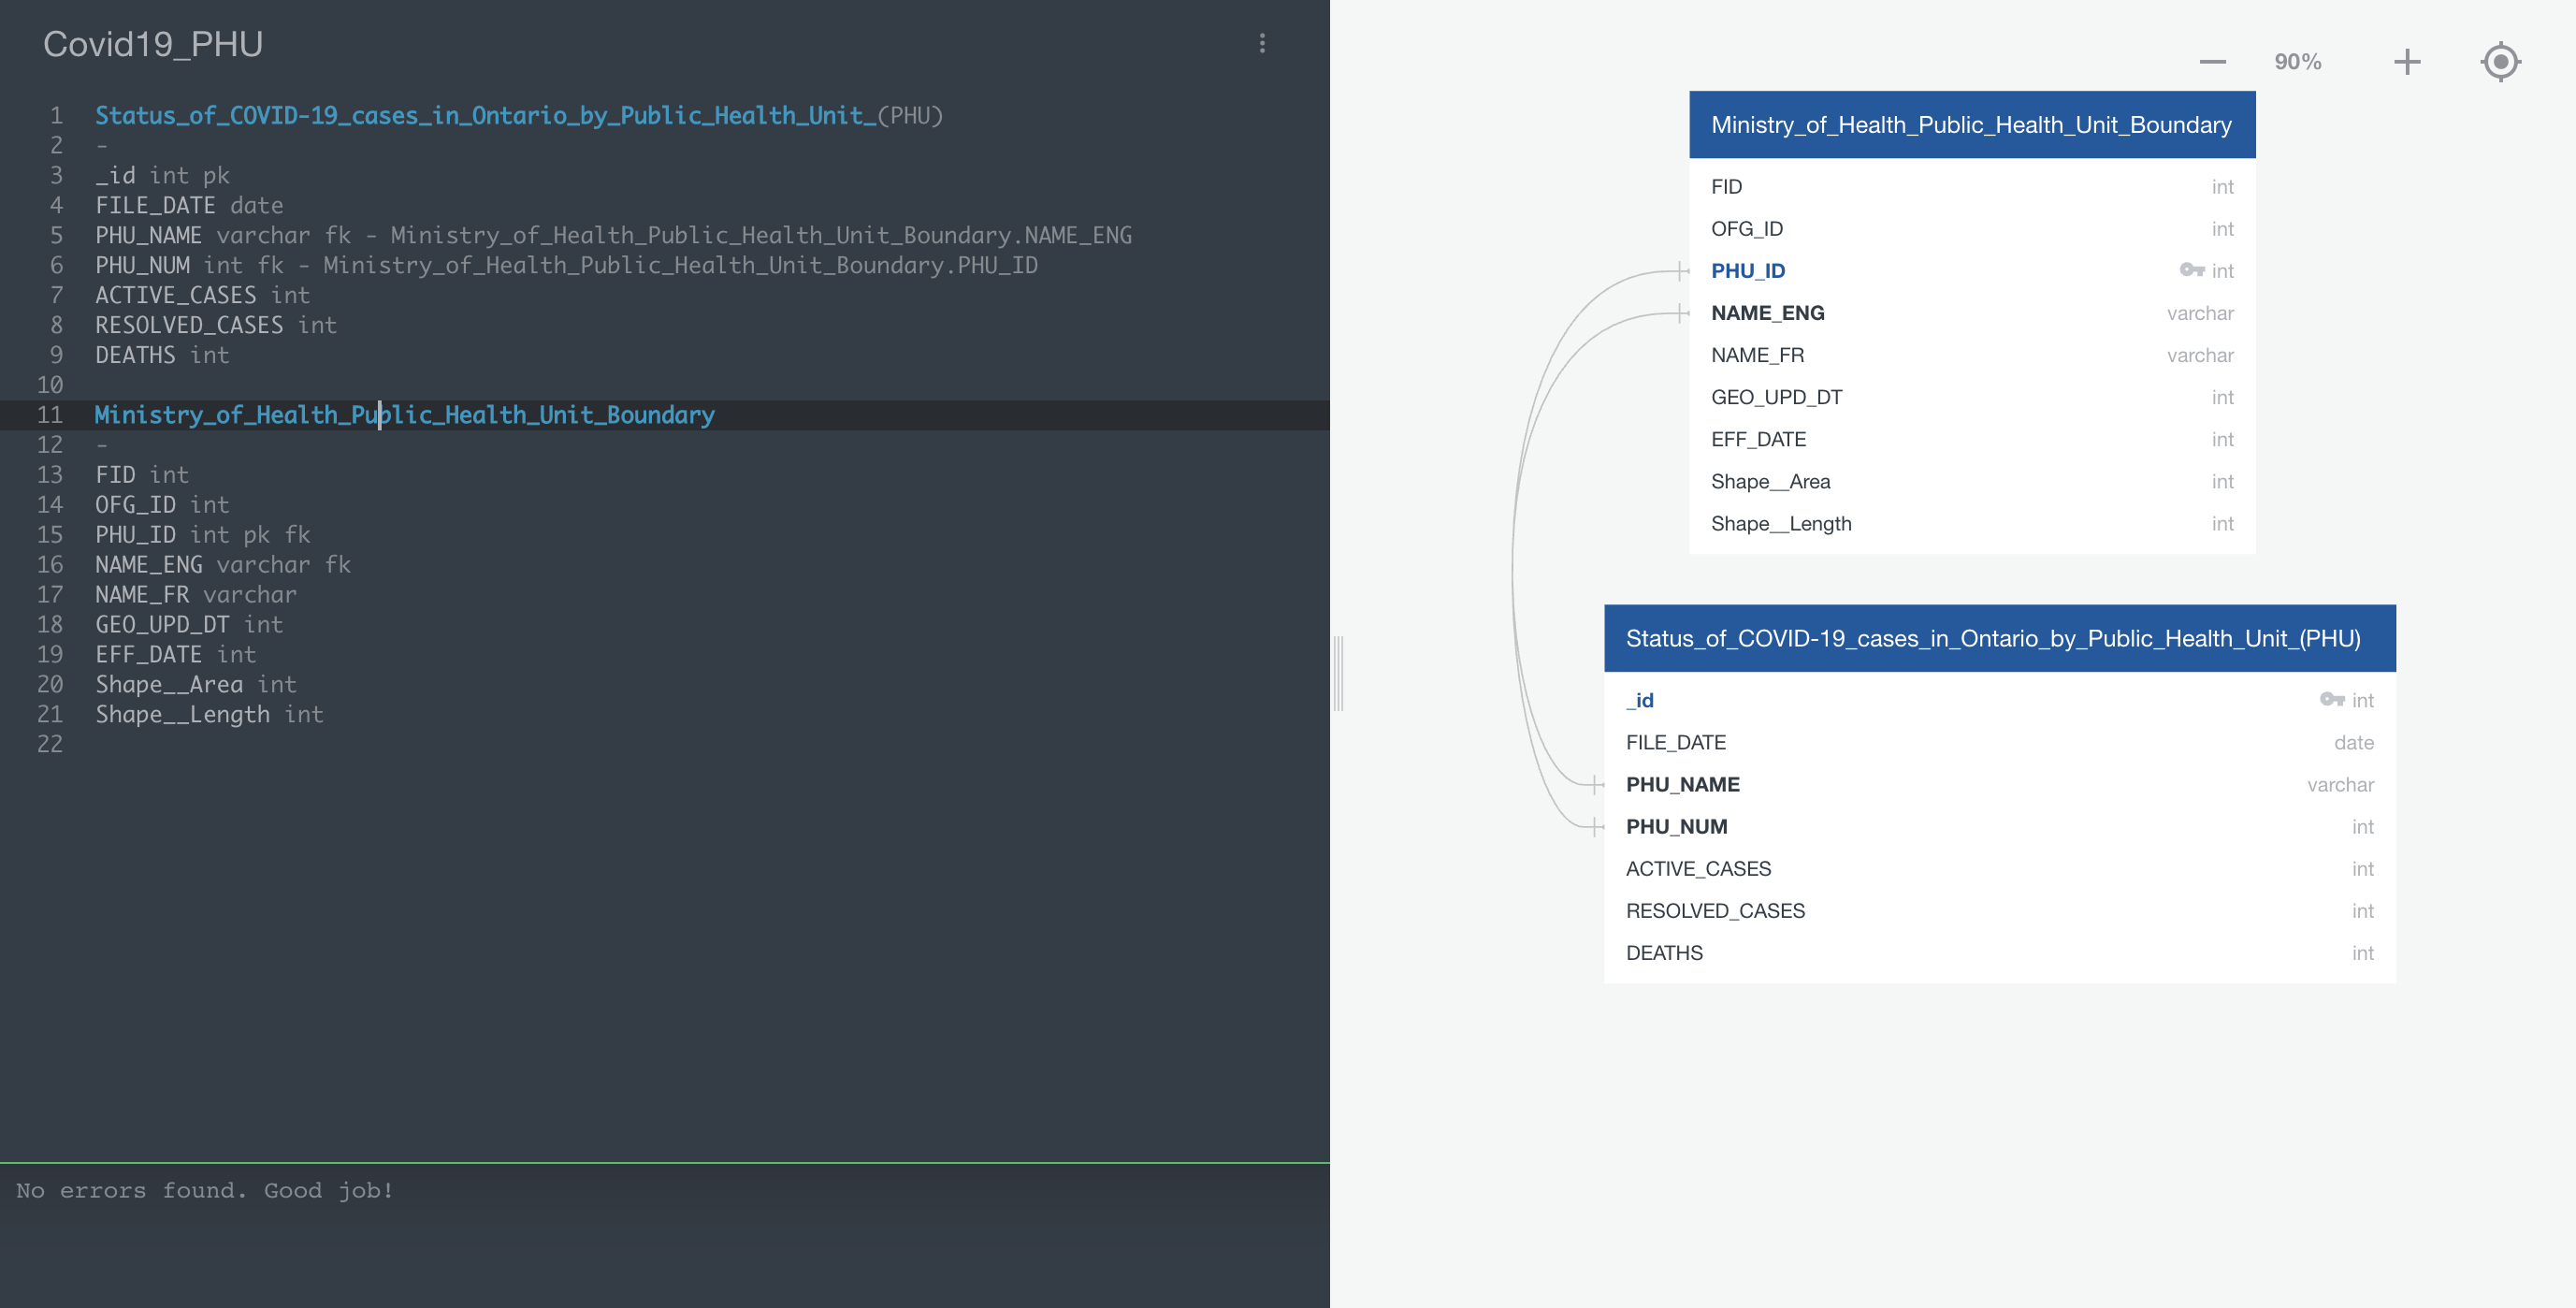 Covid19_PHU
1 Status_of_COVID-19_cases_in_Ontario_by_Public_Health_Unit_(PHU)
2 -
3 _id int pk
4 FILE_DATE date
5 PHU_NAME varchar fk - Ministry_of_Health_Public_Health_Unit_Boundary.NAME_ENG
6 PHU_NUM int fk - Ministry_of_Health_Public_Health_Unit_Boundary.PHU_ID
7 ACTIVE_CASES int
8 RESOLVED_CASES int
9 DEATHS int
10
11 Ministry_of_Health_Public_Health_Unit_Boundary
12 -
13 FID int
14 OFG_ID int
15 PHU_ID int pk fk
16 NAME_ENG varchar fk
17 NAME_FR varchar
18 GEO_UPD_DT int
19 EFF_DATE int
20 Shape__Area int
21 Shape__Length int
22
No errors found. Good job!
90%
Ministry_of_Health_Public_Health_Unit_Boundary
FID int
OFG_ID int
PHU_ID int
NAME_ENG varchar
NAME_FR varchar
GEO_UPD_DT int
EFF_DATE int
Shape__Area int
Shape__Length int
Status_of_COVID-19_cases_in_Ontario_by_Public_Health_Unit_(PHU)
_id int
FILE_DATE date
PHU_NAME varchar
PHU_NUM int
ACTIVE_CASES int
RESOLVED_CASES int
DEATHS int